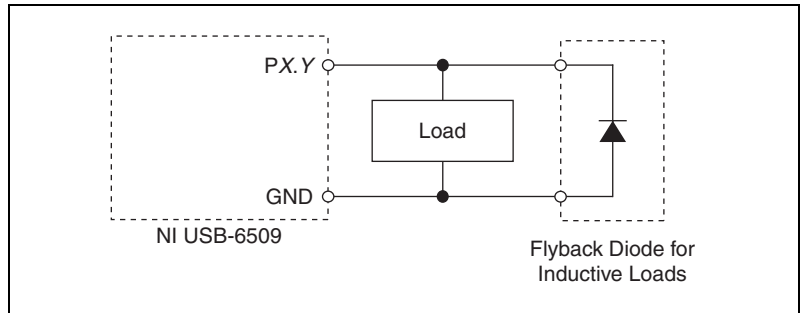 PX.Y
Load
GND
NI USB-6509
Flyback Diode for
Inductive Loads